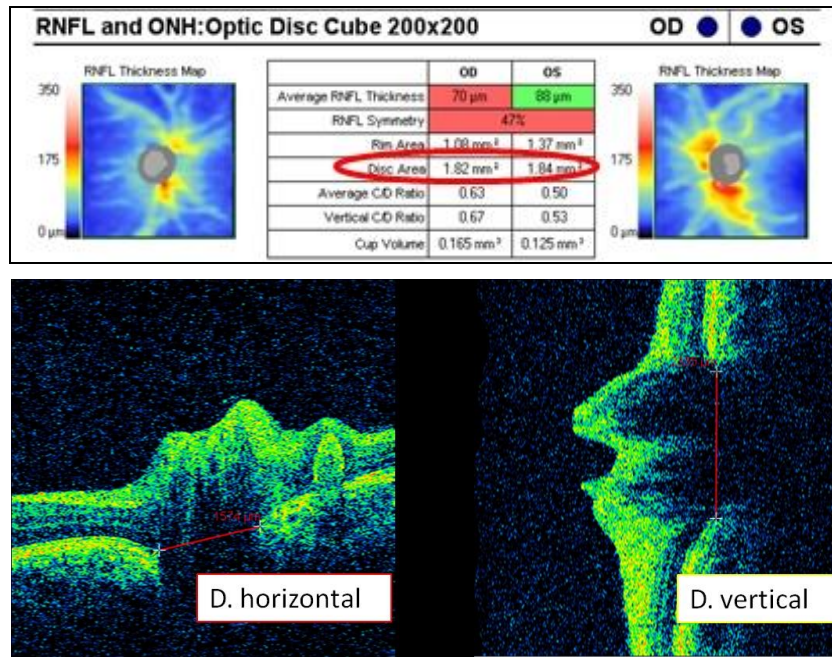 RNFL and ONH:Optic Disc Cube 200x200 OD OS
RNFL Thickness Map
350
175
0 µm
OD OS
Average RNFL Thickness 70 µm 88 µm
RNFL Symmetry 47%
Rim Area 1.08 mm² 1.37 mm²
Disc Area 1.82 mm² 1.84 mm²
Average C/D Ratio 0.63 0.50
Vertical C/D Ratio 0.67 0.53
Cup Volume 0.165 mm³ 0.125 mm³
RNFL Thickness Map
350
175
0 µm
D. horizontal
D. vertical